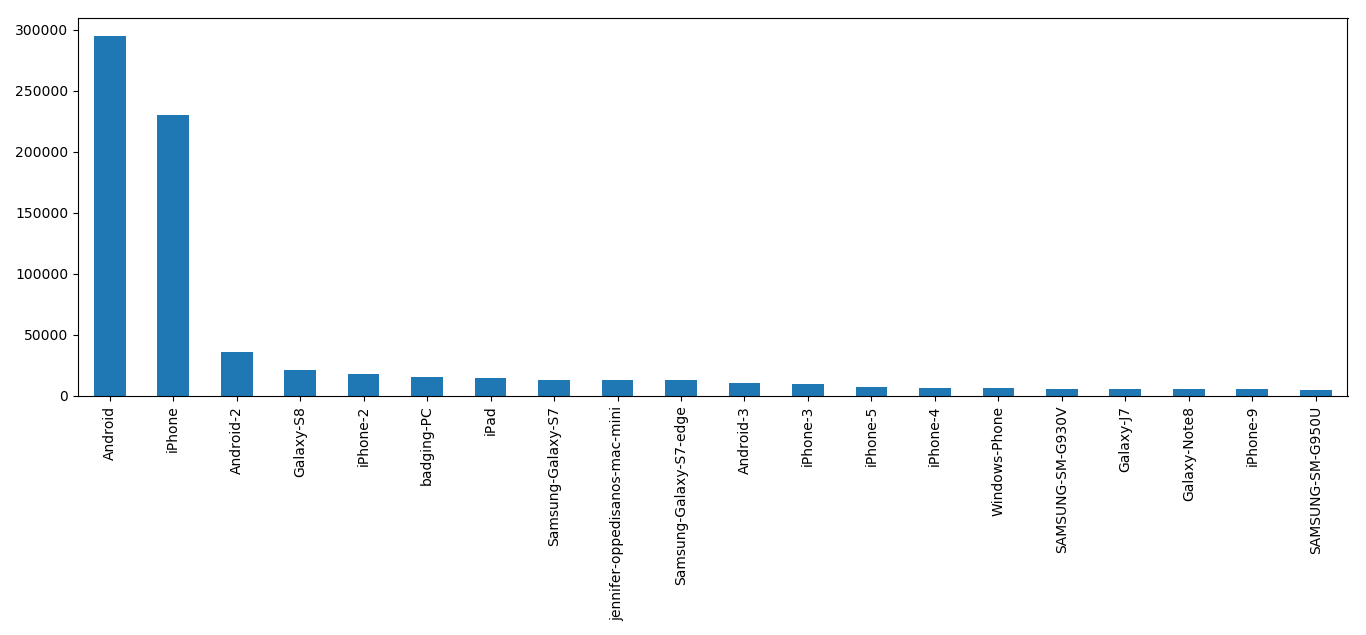 300000
250000
200000
150000
100000
50000
0
Android
iPhone
Android-2
Galaxy-S8
iPhone-2
badging-PC
iPad
Samsung-Galaxy-S7
jennifer-oppedisanos-mac-mini
Samsung-Galaxy-S7-edge
Android-3
iPhone-3
iPhone-5
iPhone-4
Windows-Phone
SAMSUNG-SM-G930V
Galaxy-J7
Galaxy-Note8
iPhone-9
SAMSUNG-SM-G950U